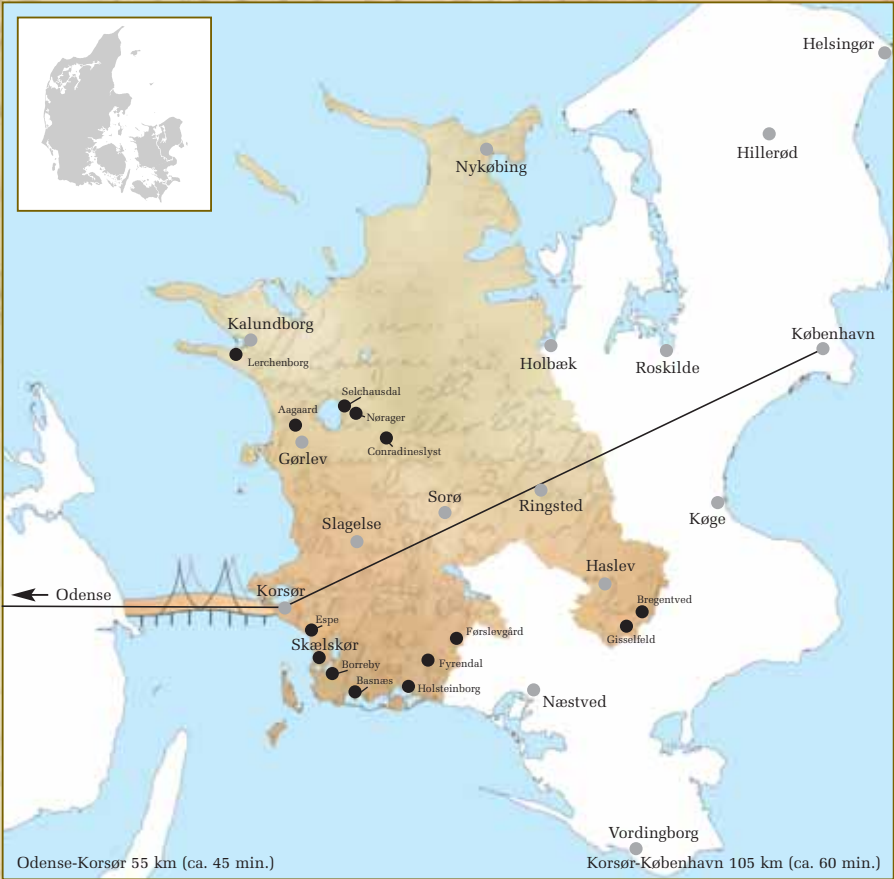 Helsingør
Hillerød
Nykøbing
Kalundborg
København
Lerchenborg
Holbæk
Roskilde
Selchausdal
Aagaard
Nørager
Conradineslyst
Gørlev
Sorø
Ringsted
Køge
Slagelse
Haslev
Korsør
Odense
Bregentved
Espe
Førslevgård
Gisselfeld
Skælskør
Borreby
Fyrendal
Basnæs
Holsteinborg
Næstved
Vordingborg
Odense-Korsør 55 km (ca. 45 min.)
Korsør-København 105 km (ca. 60 min.)